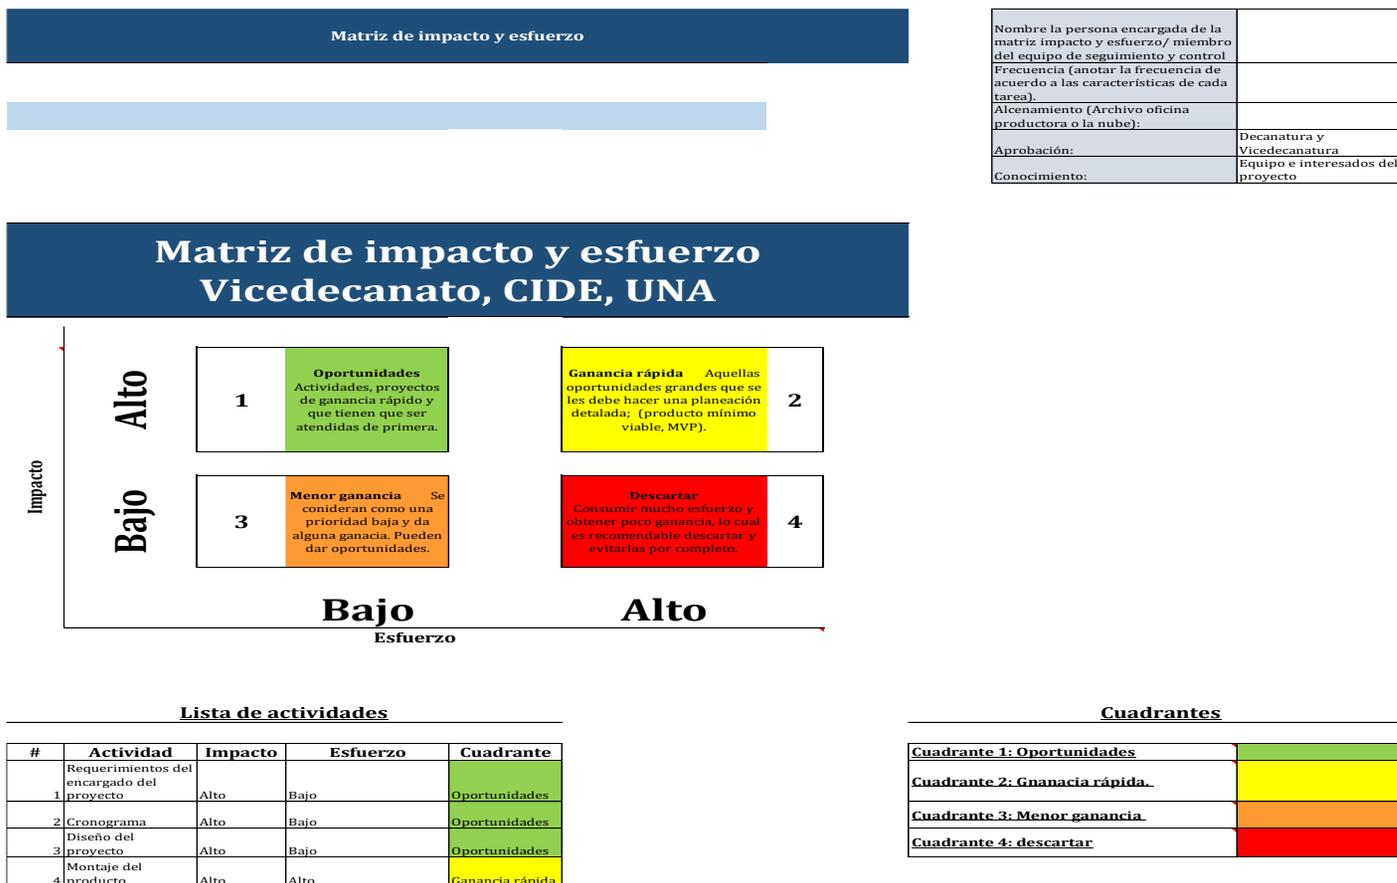 Matriz de impacto y esfuerzo
Nombre la persona encargada de la
matriz impacto y esfuerzo/ miembro
del equipo de seguimiento y control
Frecuencia (anotar la frecuencia de
acuerdo a las características de cada
tarea).
Alcenamiento (Archivo oficina
productora o la nube):
Aprobación:
Decanatura y
Vicedecanatura
Conocimiento:
Equipo e interesados del
proyecto
Matriz de impacto y esfuerzo
Vicedecanato, CIDE, UNA
Impacto
Alto
1
Oportunidades
Actividades, proyectos
de ganancia rápido y
que tienen que ser
atendidas de primera.
Ganancia rápida Aquellas
oportunidades grandes que se
les debe hacer una planeación
detalada; (producto mínimo
viable, MVP).
2
Bajo
3
Menor ganancia Se
conideran como una
prioridad baja y da
alguna ganacia. Pueden
dar oportunidades.
Descartar
Consumir mucho esfuerzo y
obtener poco ganancia, lo cual
es recomendable descartar y
evitarlas por completo.
4
Bajo Alto
Esfuerzo
Lista de actividades
# Actividad Impacto Esfuerzo Cuadrante
1 Requerimientos del
encargado del
proyecto Alto Bajo Oportunidades
2 Cronograma Alto Bajo Oportunidades
3 Diseño del
proyecto Alto Bajo Oportunidades
4 Montaje del
producto Alto Alto Ganancia rápida
Cuadrantes
Cuadrante 1: Oportunidades
Cuadrante 2: Gnanacia rápida.
Cuadrante 3: Menor ganancia
Cuadrante 4: descartar